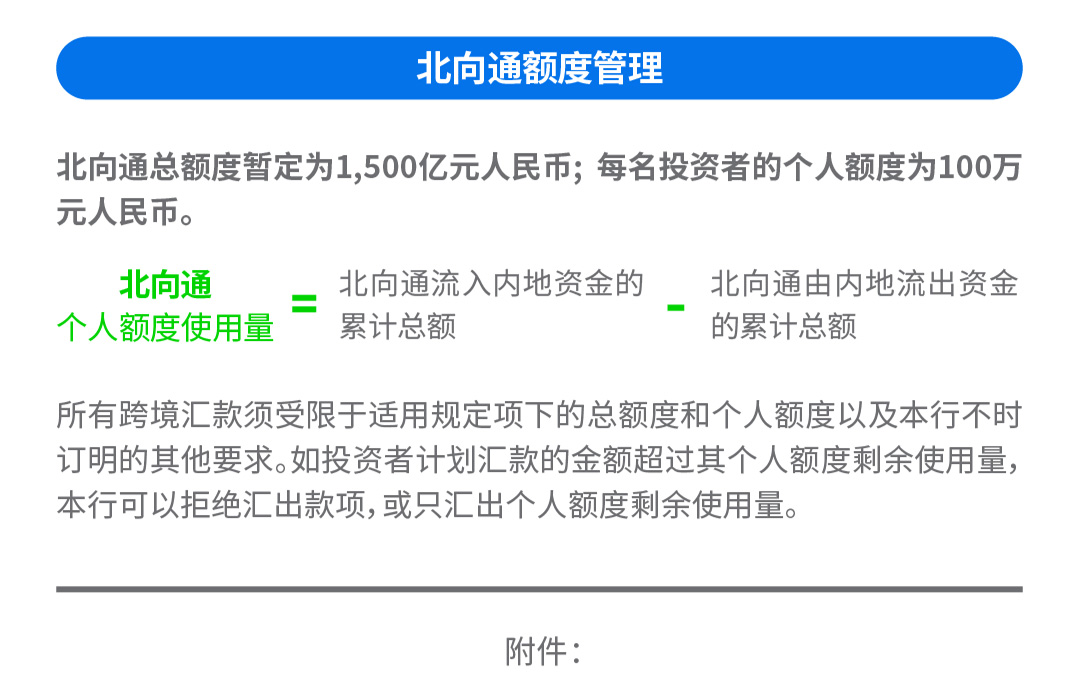 北向通额度管理
北向通总额度暂定为1,500亿元人民币；每名投资者的个人额度为100万
元人民币。
北向通
个人额度使用量
=
北向通流入内地资金的
累计总额
-
北向通由内地流出资金
的累计总额
所有跨境汇款须受限于适用规定项下的总额度和个人额度以及本行不时
订明的其他要求。如投资者计划汇款的金额超过其个人额度剩余使用量，
本行可以拒绝汇出款项，或只汇出个人额度剩余使用量。
附件：